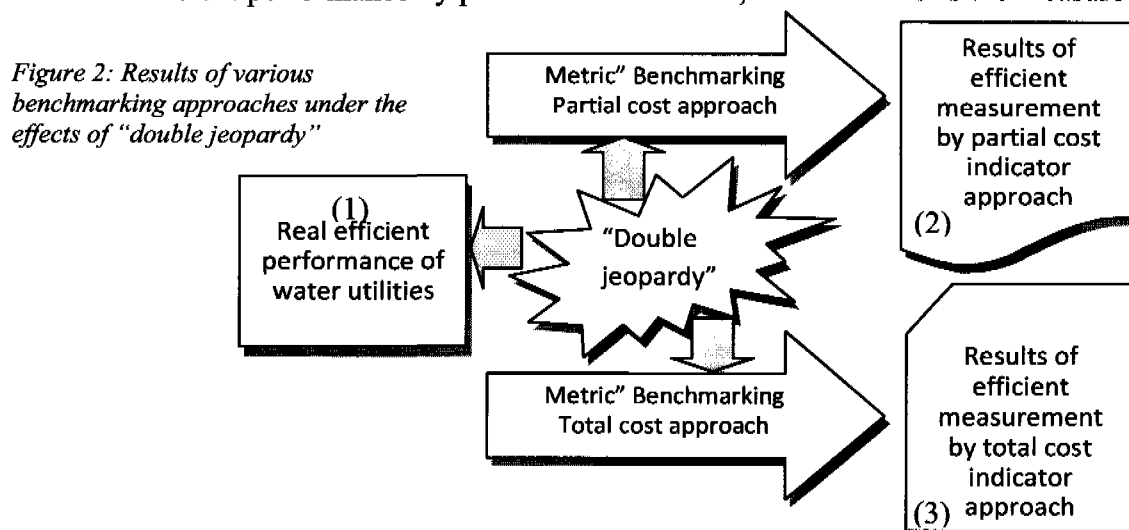 Figure 2: Results of various
benchmarking approaches under the
effects of "double jeopardy"
Metric" Benchmarking
Partial cost approach
Results of
efficient
measurement
by partial cost
indicator
approach
(2)
(1)
Real efficient
performance of
water utilities
"Double
jeopardy"
Metric" Benchmarking
Total cost approach
Results of
efficient
measurement
by total cost
indicator
approach
(3)